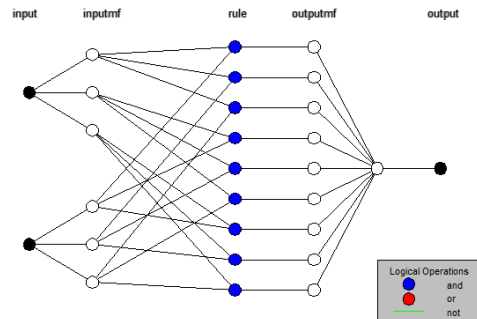 input inputmf rule outputmf output
Logical Operations
and
or
not